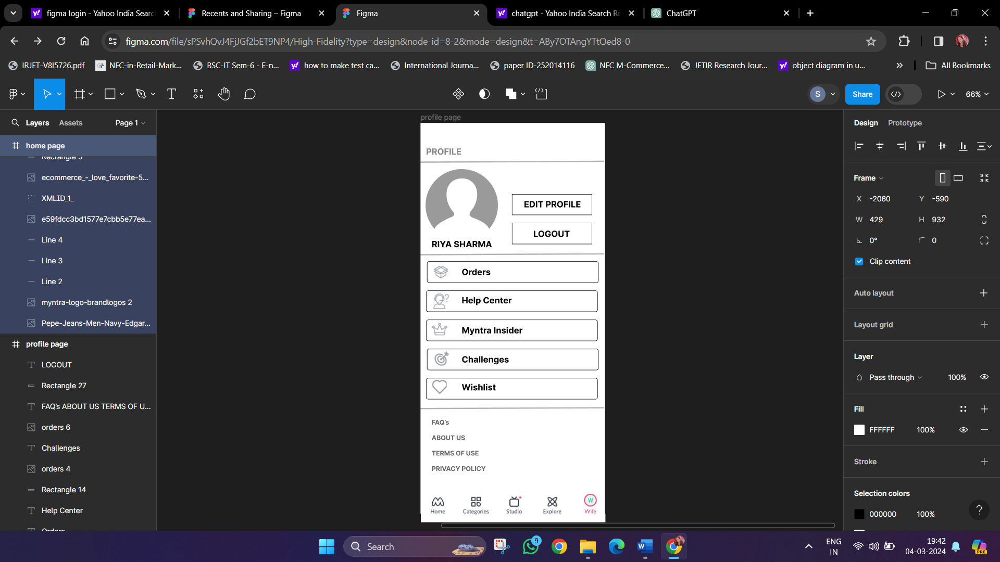 figma login - Yahoo India Search
Recents and Sharing – Figma
Figma
chatgpt - Yahoo India Search Re
ChatGPT
figma.com/file/sPSvhQvJ4FjJGf2bET9NP4/High-Fidelity?type=design&node-id=8-2&mode=design&t=ABy7OTAngYTtQed8-0
IRJET-V8I5726.pdf
NFC-in-Retail-Mark...
BSC-IT Sem-6 - E-n...
how to make test ca...
International Journa...
paper ID-252014116
NFC M-Commerce...
JETIR Research Jour...
object diagram in u...
All Bookmarks
S
Share
66%
Layers
Assets
Page 1
home page
Rectangle 5
ecommerce_-_love_favorite-5...
XMLID_1_
e59fdcc3bd1577e7cbb5e77ea...
Line 4
Line 3
Line 2
myntra-logo-brandlogos 2
Pepe-Jeans-Men-Navy-Edgar...
profile page
LOGOUT
Rectangle 27
FAQ's ABOUT US TERMS OF U...
orders 6
Challenges
orders 4
Rectangle 14
Help Center
Orders
profile page
PROFILE
EDIT PROFILE
LOGOUT
RIYA SHARMA
Orders
Help Center
Myntra Insider
Challenges
Wishlist
FAQ's
ABOUT US
TERMS OF USE
PRIVACY POLICY
Home
Categories
Studio
Explore
W
Wife
Design
Prototype
Frame
X -2060
Y -590
W 429
H 932
0°
0
Clip content
Auto layout
Layout grid
Layer
Pass through
100%
Fill
FFFFFF
100%
Stroke
Selection colors
000000
100%
?
Search
9
W
ENG
IN
19:42
04-03-2024
PRE